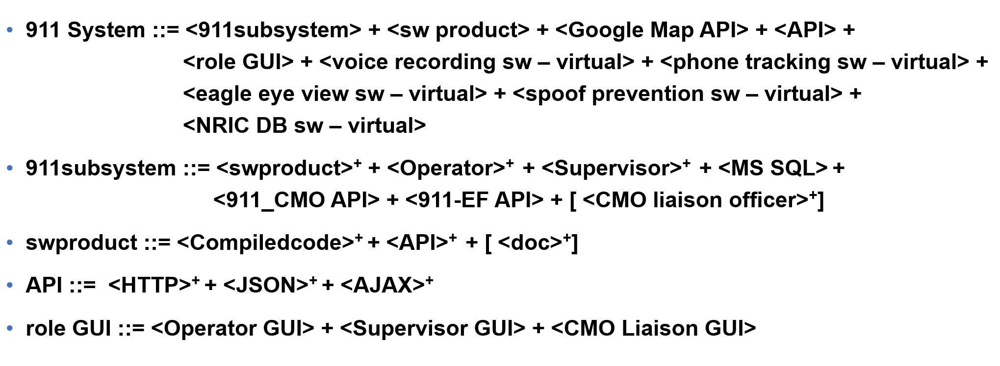 • 911 System ::= <911subsystem> + <sw product> + <Google Map API> + <API> +
<role GUI> + <voice recording sw – virtual> + <phone tracking sw – virtual> +
<eagle eye view sw – virtual> + <spoof prevention sw – virtual> +
<NRIC DB sw – virtual>
• 911subsystem ::= <swproduct>⁺ + <Operator>⁺ + <Supervisor>⁺ + <MS SQL> +
<911_CMO API> + <911-EF API> + [ <CMO liaison officer>⁺]
• swproduct ::= <Compiledcode>⁺ + <API>⁺ + [ <doc>⁺]
• API ::= <HTTP>⁺ + <JSON>⁺ + <AJAX>⁺
• role GUI ::= <Operator GUI> + <Supervisor GUI> + <CMO Liaison GUI>